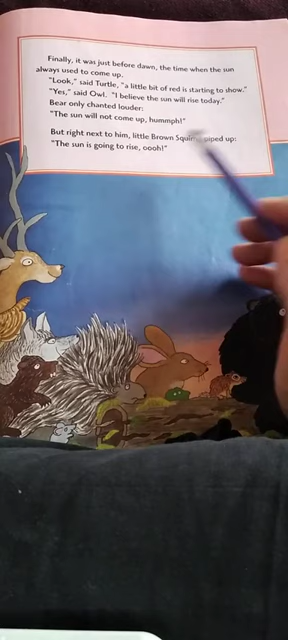 Finally, it was just before dawn, the time when the sun
always used to come up.
"Look," said Turtle, "a little bit of red is starting to show."
"Yes," said Owl. "I believe the sun will rise today."
Bear only chanted louder:
"The sun will not come up, hummph!"
But right next to him, little Brown Squirrel piped up:
"The sun is going to rise, oooh!"